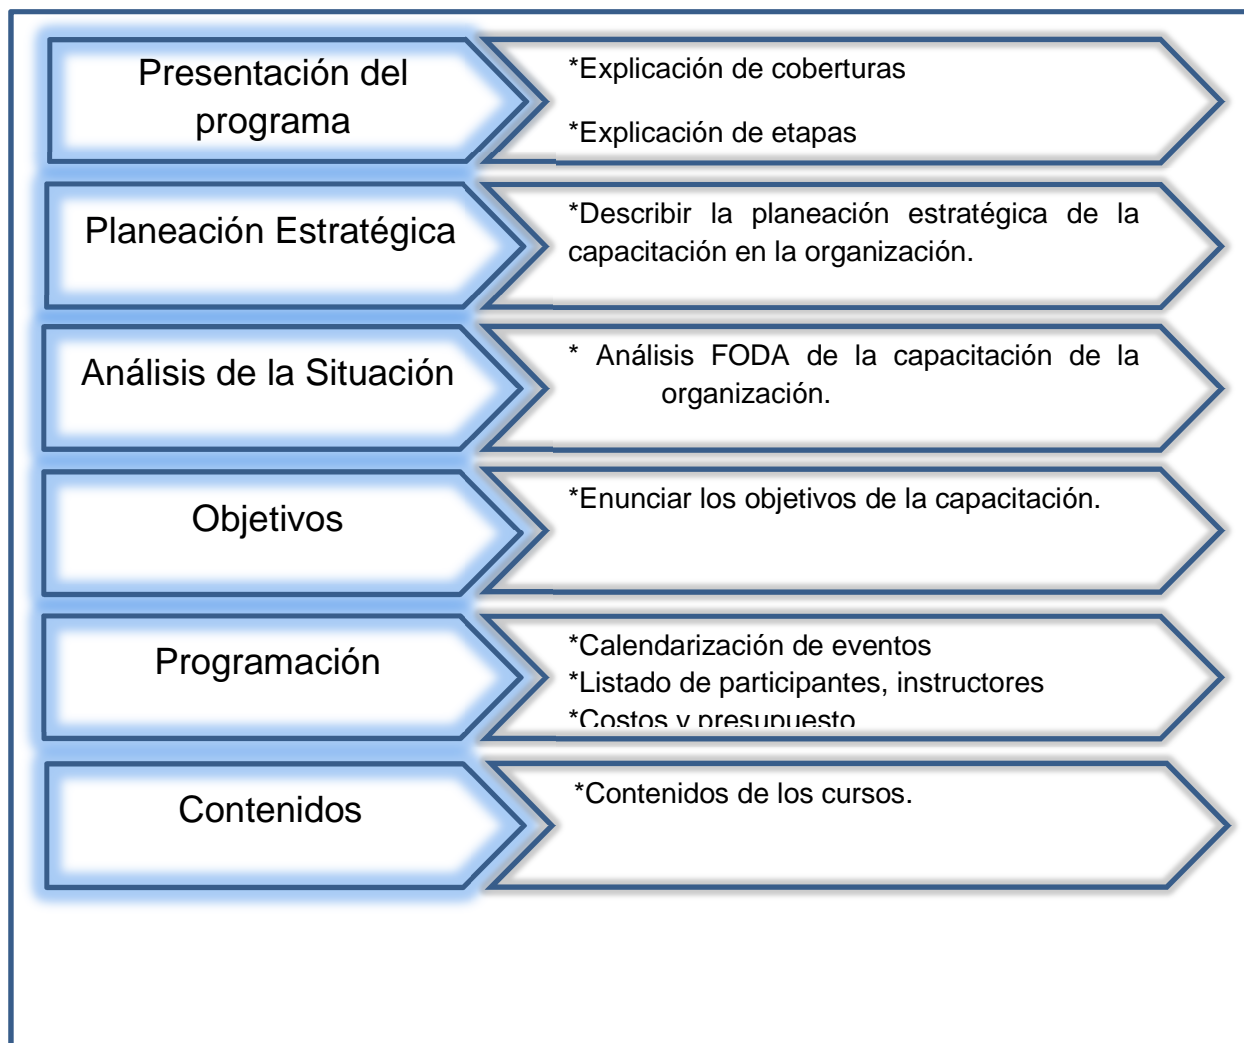 Presentación del
programa
*Explicación de coberturas
*Explicación de etapas
Planeación Estratégica
*Describir la planeación estratégica de la
capacitación en la organización.
Análisis de la Situación
* Análisis FODA de la capacitación de la
organización.
Objetivos
*Enunciar los objetivos de la capacitación.
Programación
*Calendarización de eventos
*Listado de participantes, instructores
*Costos y presupuesto
Contenidos
*Contenidos de los cursos.